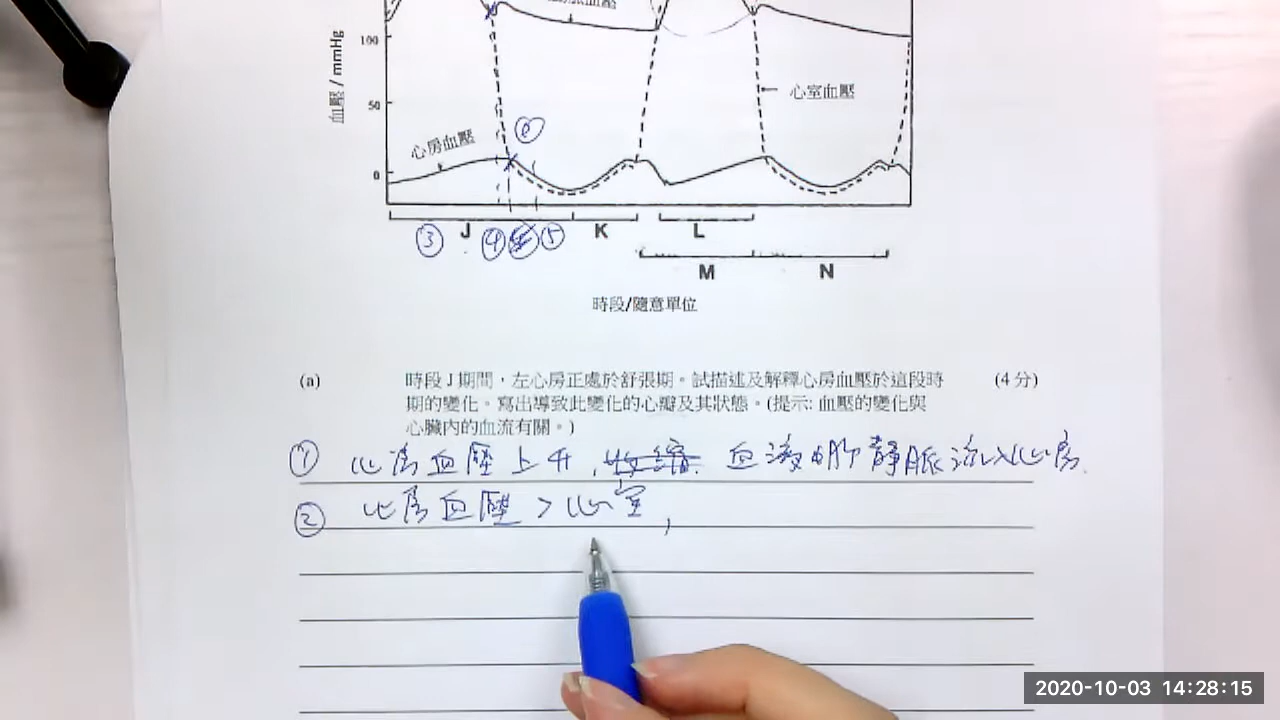 100
血壓 / mmHg
50
0
心房血壓
心室血壓
J
K
L
③
④
⑤
M
N
時段/隨意單位
(a) 時段 J 期間，左心房正處於舒張期。試描述及解釋心房血壓於這段時 (4 分)
期的變化。寫出導致此變化的心瓣及其狀態。(提示: 血壓的變化與
心臟內的血流有關。)
① 心房血壓上升, 血液由肺靜脈流入心房.
② 心房血壓 > 心室,
2020-10-03 14:28:15